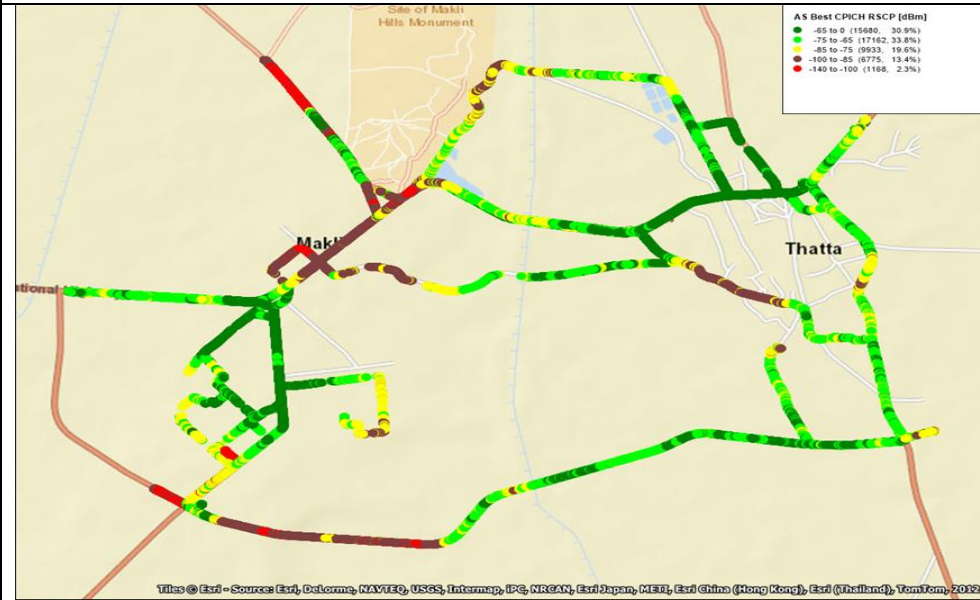 Site of Makli
Hills Monument
AS Best CPICH RSCP [dBm]
-65 to 0 (15680, 30.9%)
-75 to -65 (17162, 33.8%)
-85 to -75 (9933, 19.6%)
-100 to -85 (6775, 13.4%)
-140 to -100 (1168, 2.3%)
Makli
Thatta
ational H
Tiles © Esri - Source: Esri, DeLorme, NAVTEQ, USGS, Intermap, iPC, NRCAN, Esri Japan, METI, Esri China (Hong Kong), Esri (Thailand), TomTom,